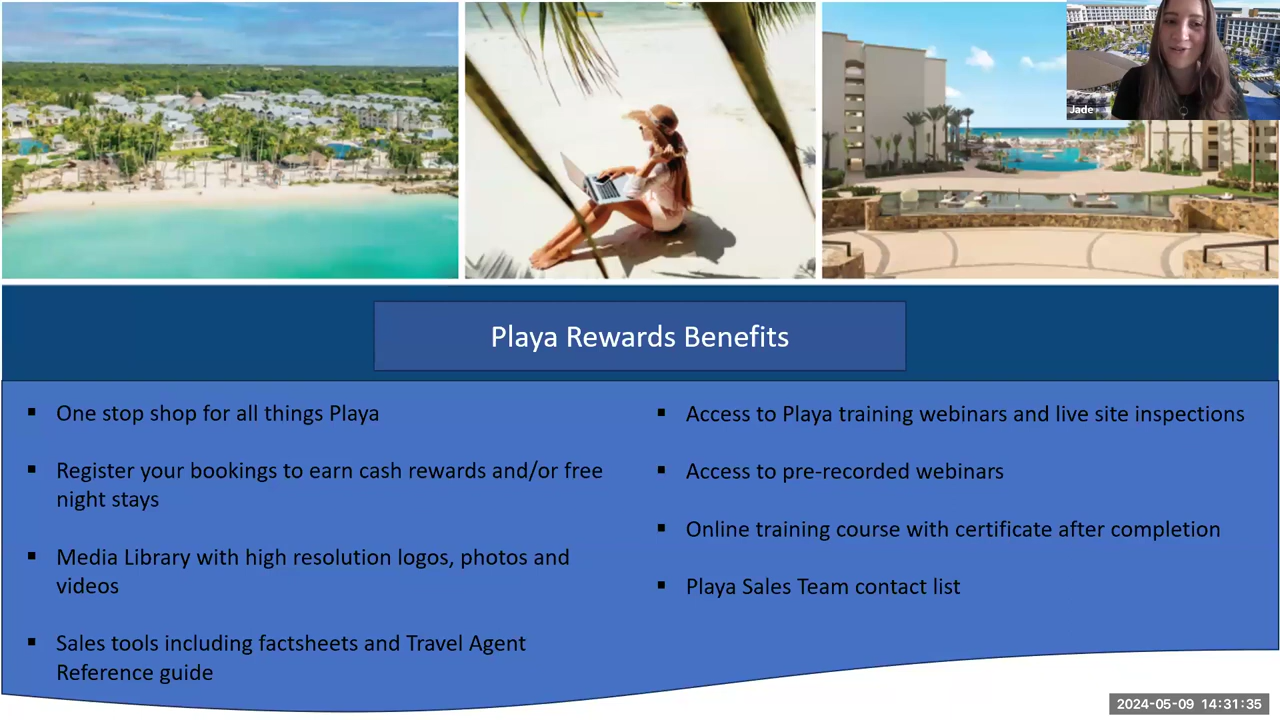 Jade
Playa Rewards Benefits
▪ One stop shop for all things Playa
▪ Register your bookings to earn cash rewards and/or free
night stays
▪ Media Library with high resolution logos, photos and
videos
▪ Sales tools including factsheets and Travel Agent
Reference guide
▪ Access to Playa training webinars and live site inspections
▪ Access to pre-recorded webinars
▪ Online training course with certificate after completion
▪ Playa Sales Team contact list
2024-05-09 14:31:35